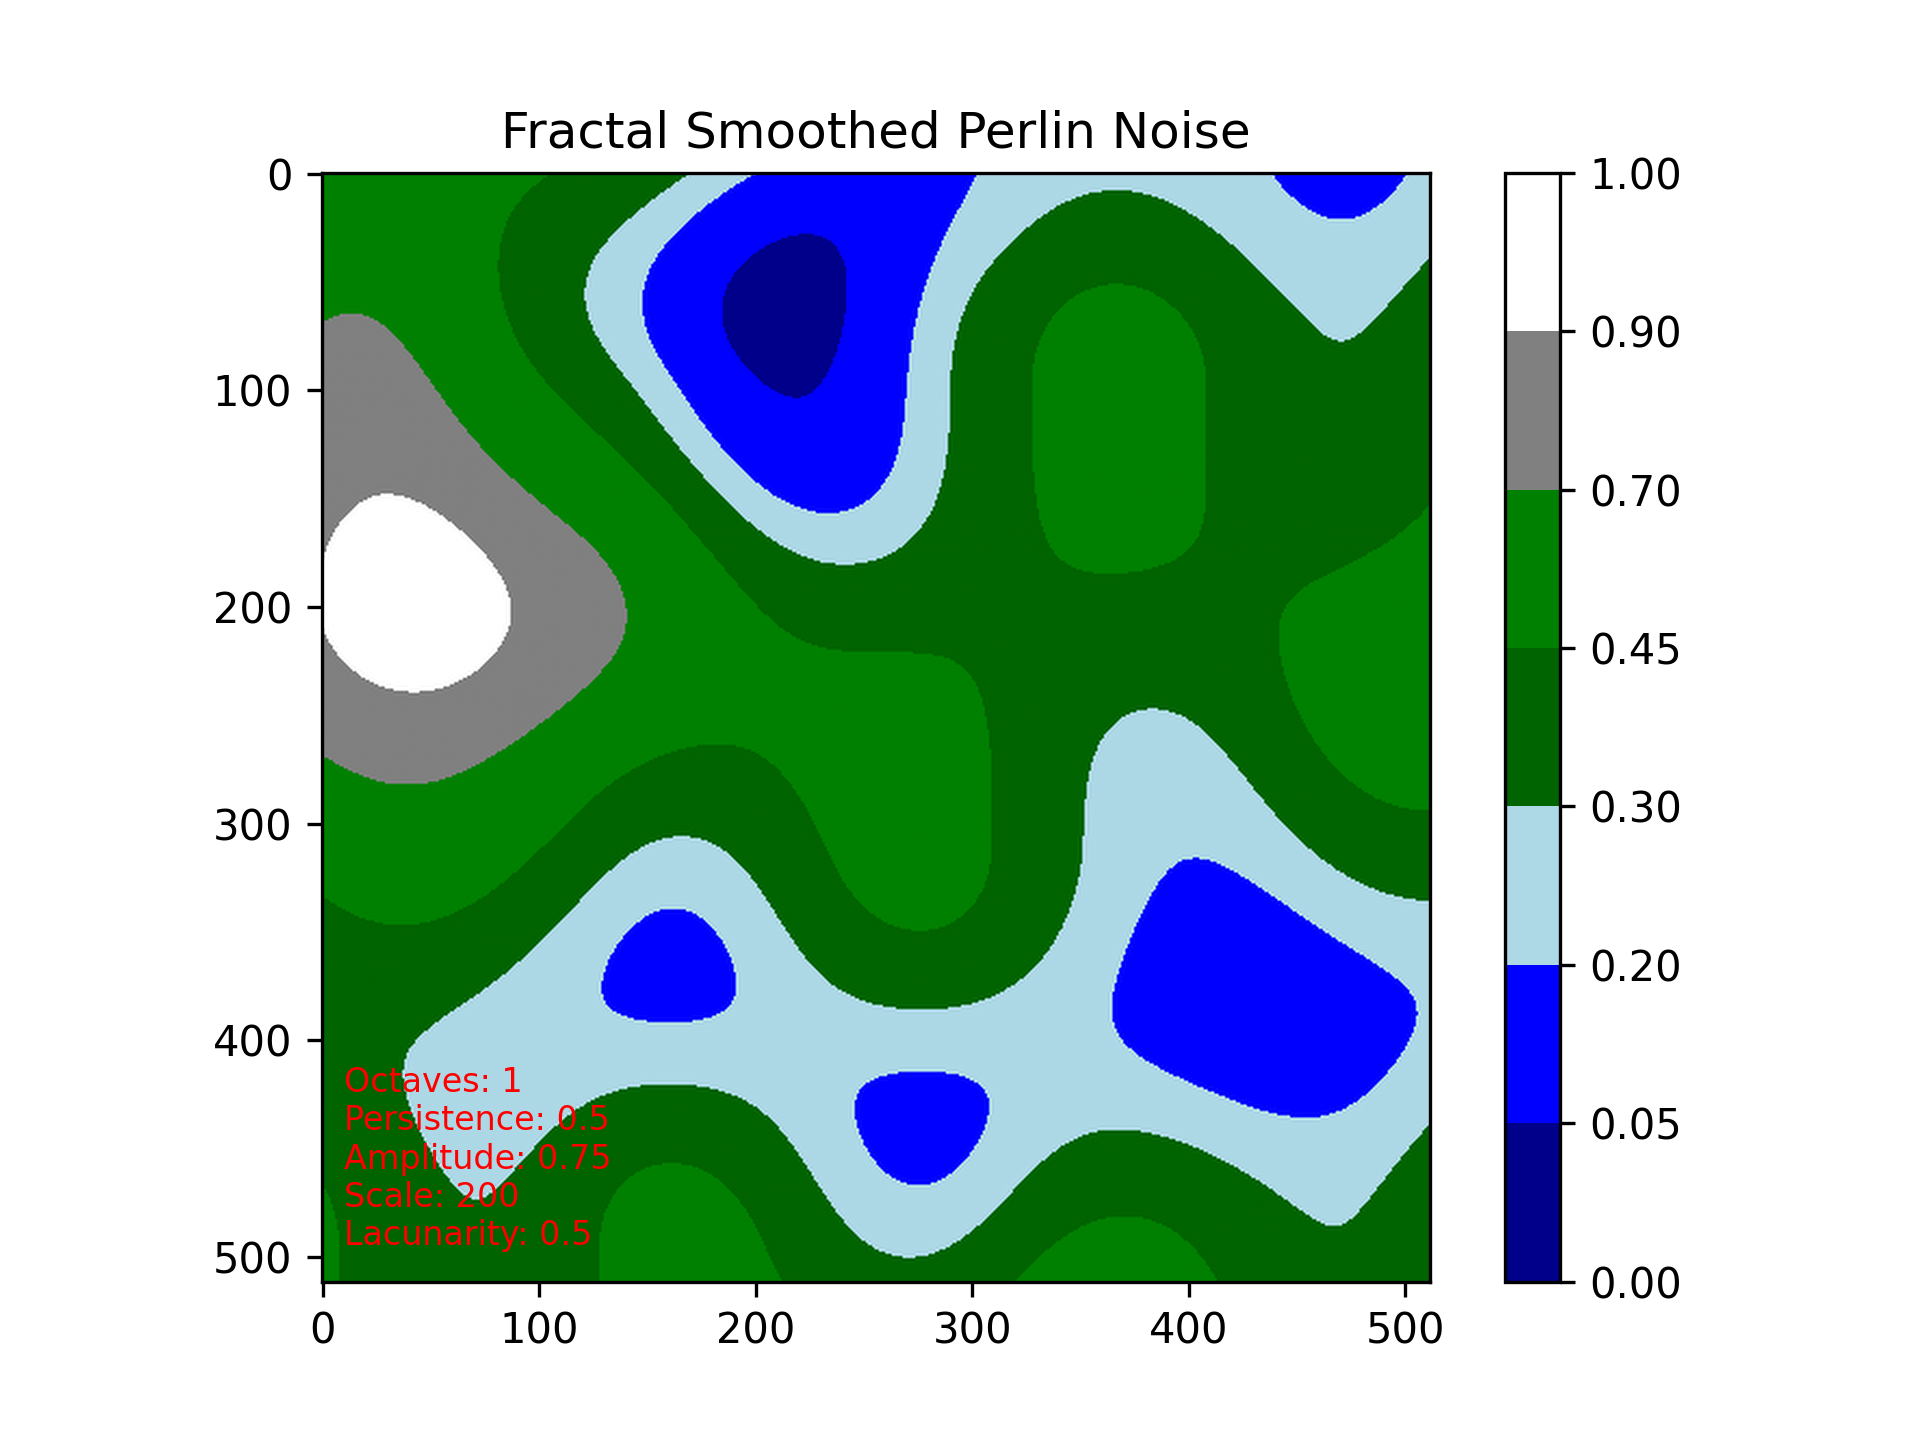 Fractal Smoothed Perlin Noise
0
100
200
300
400
500
Octaves: 1
Persistence: 0.5
Amplitude: 0.75
Scale: 200
Lacunarity: 0.5
0 100 200 300 400 500
1.00
0.90
0.70
0.45
0.30
0.20
0.05
0.00